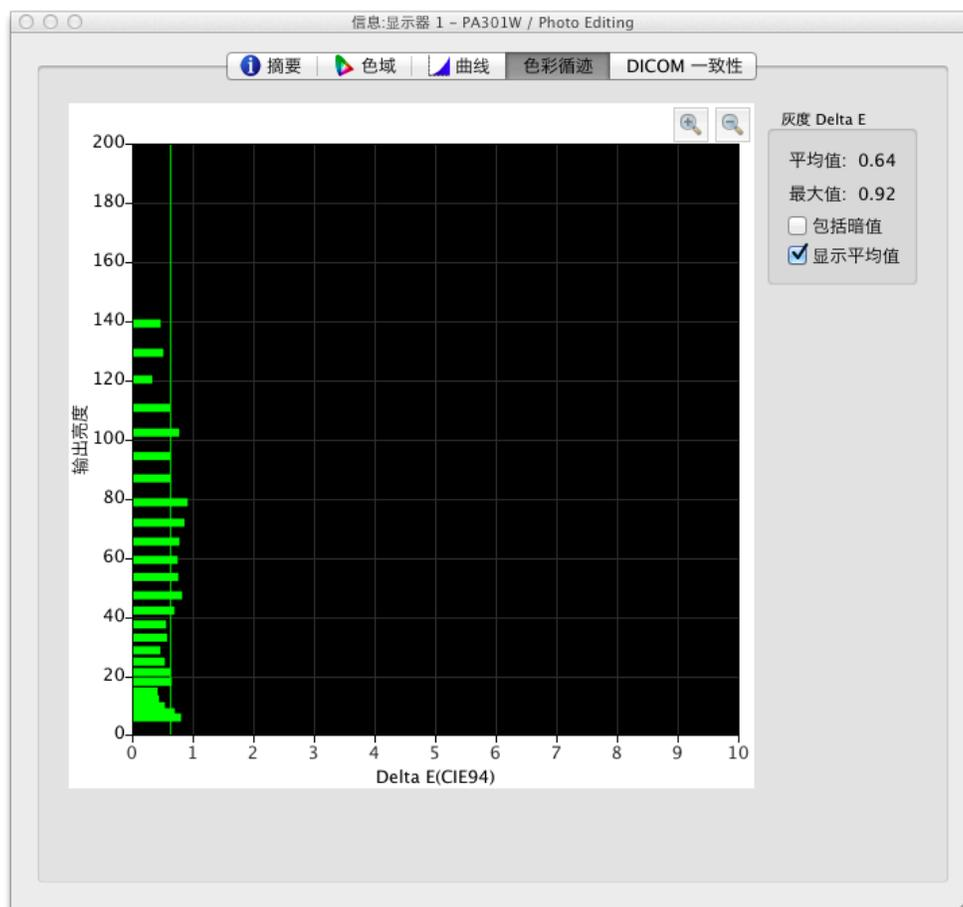 信息:显示器 1 – PA301W / Photo Editing
摘要
色域
曲线
色彩循迹
DICOM 一致性
灰度 Delta E
平均值: 0.64
最大值: 0.92
包括暗值
显示平均值
200
180
160
140
120
100
80
60
40
20
0
输出亮度
0 1 2 3 4 5 6 7 8 9 10
Delta E(CIE94)